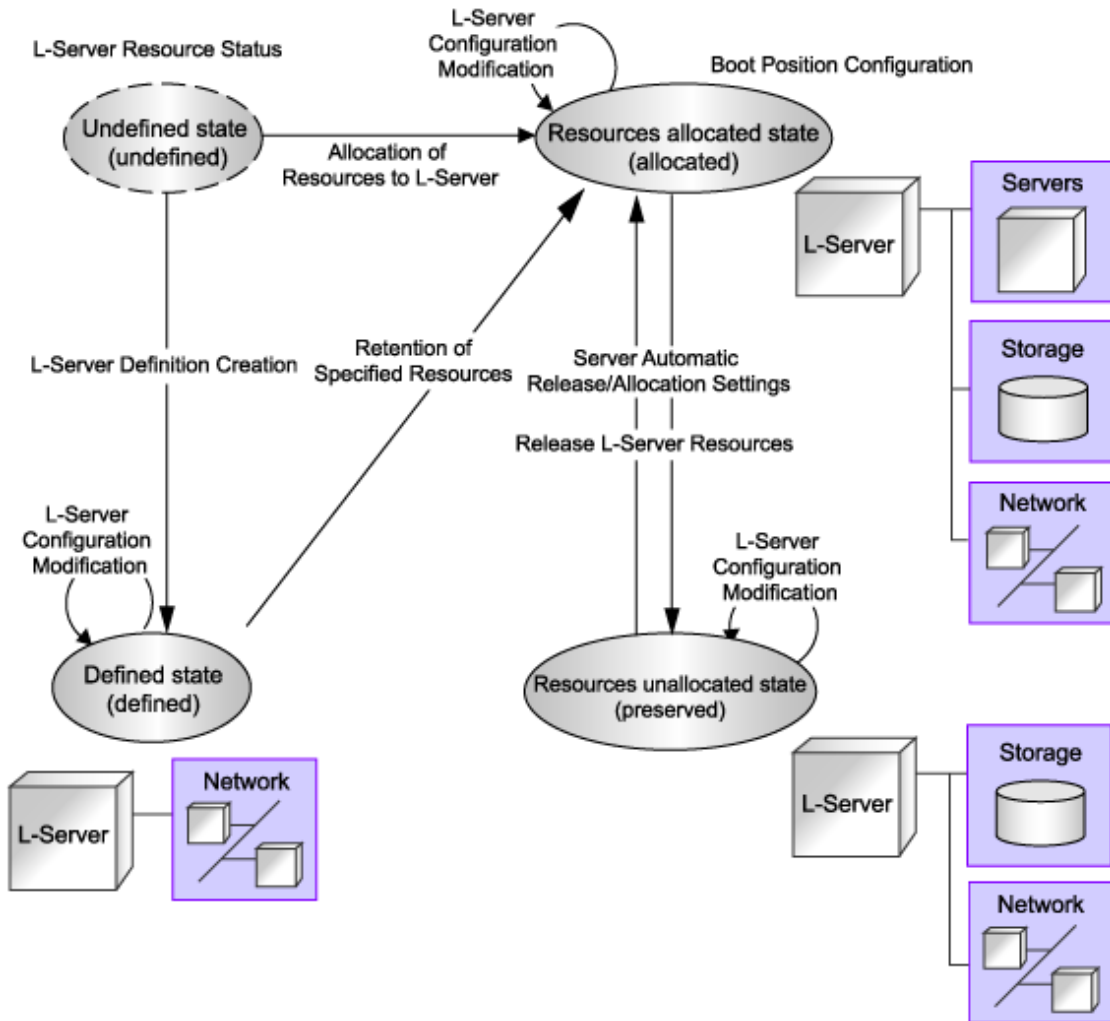 L-Server Resource Status
L-Server
Configuration
Modification
Boot Position Configuration
Undefined state
(undefined)
Allocation of
Resources to L-Server
Resources allocated state
(allocated)
L-Server
Servers
Storage
Network
L-Server Definition Creation
Retention of
Specified Resources
Server Automatic
Release/Allocation Settings
Release L-Server Resources
L-Server
Configuration
Modification
L-Server
Configuration
Modification
Defined state
(defined)
Resources unallocated state
(preserved)
L-Server
Network
L-Server
Storage
Network